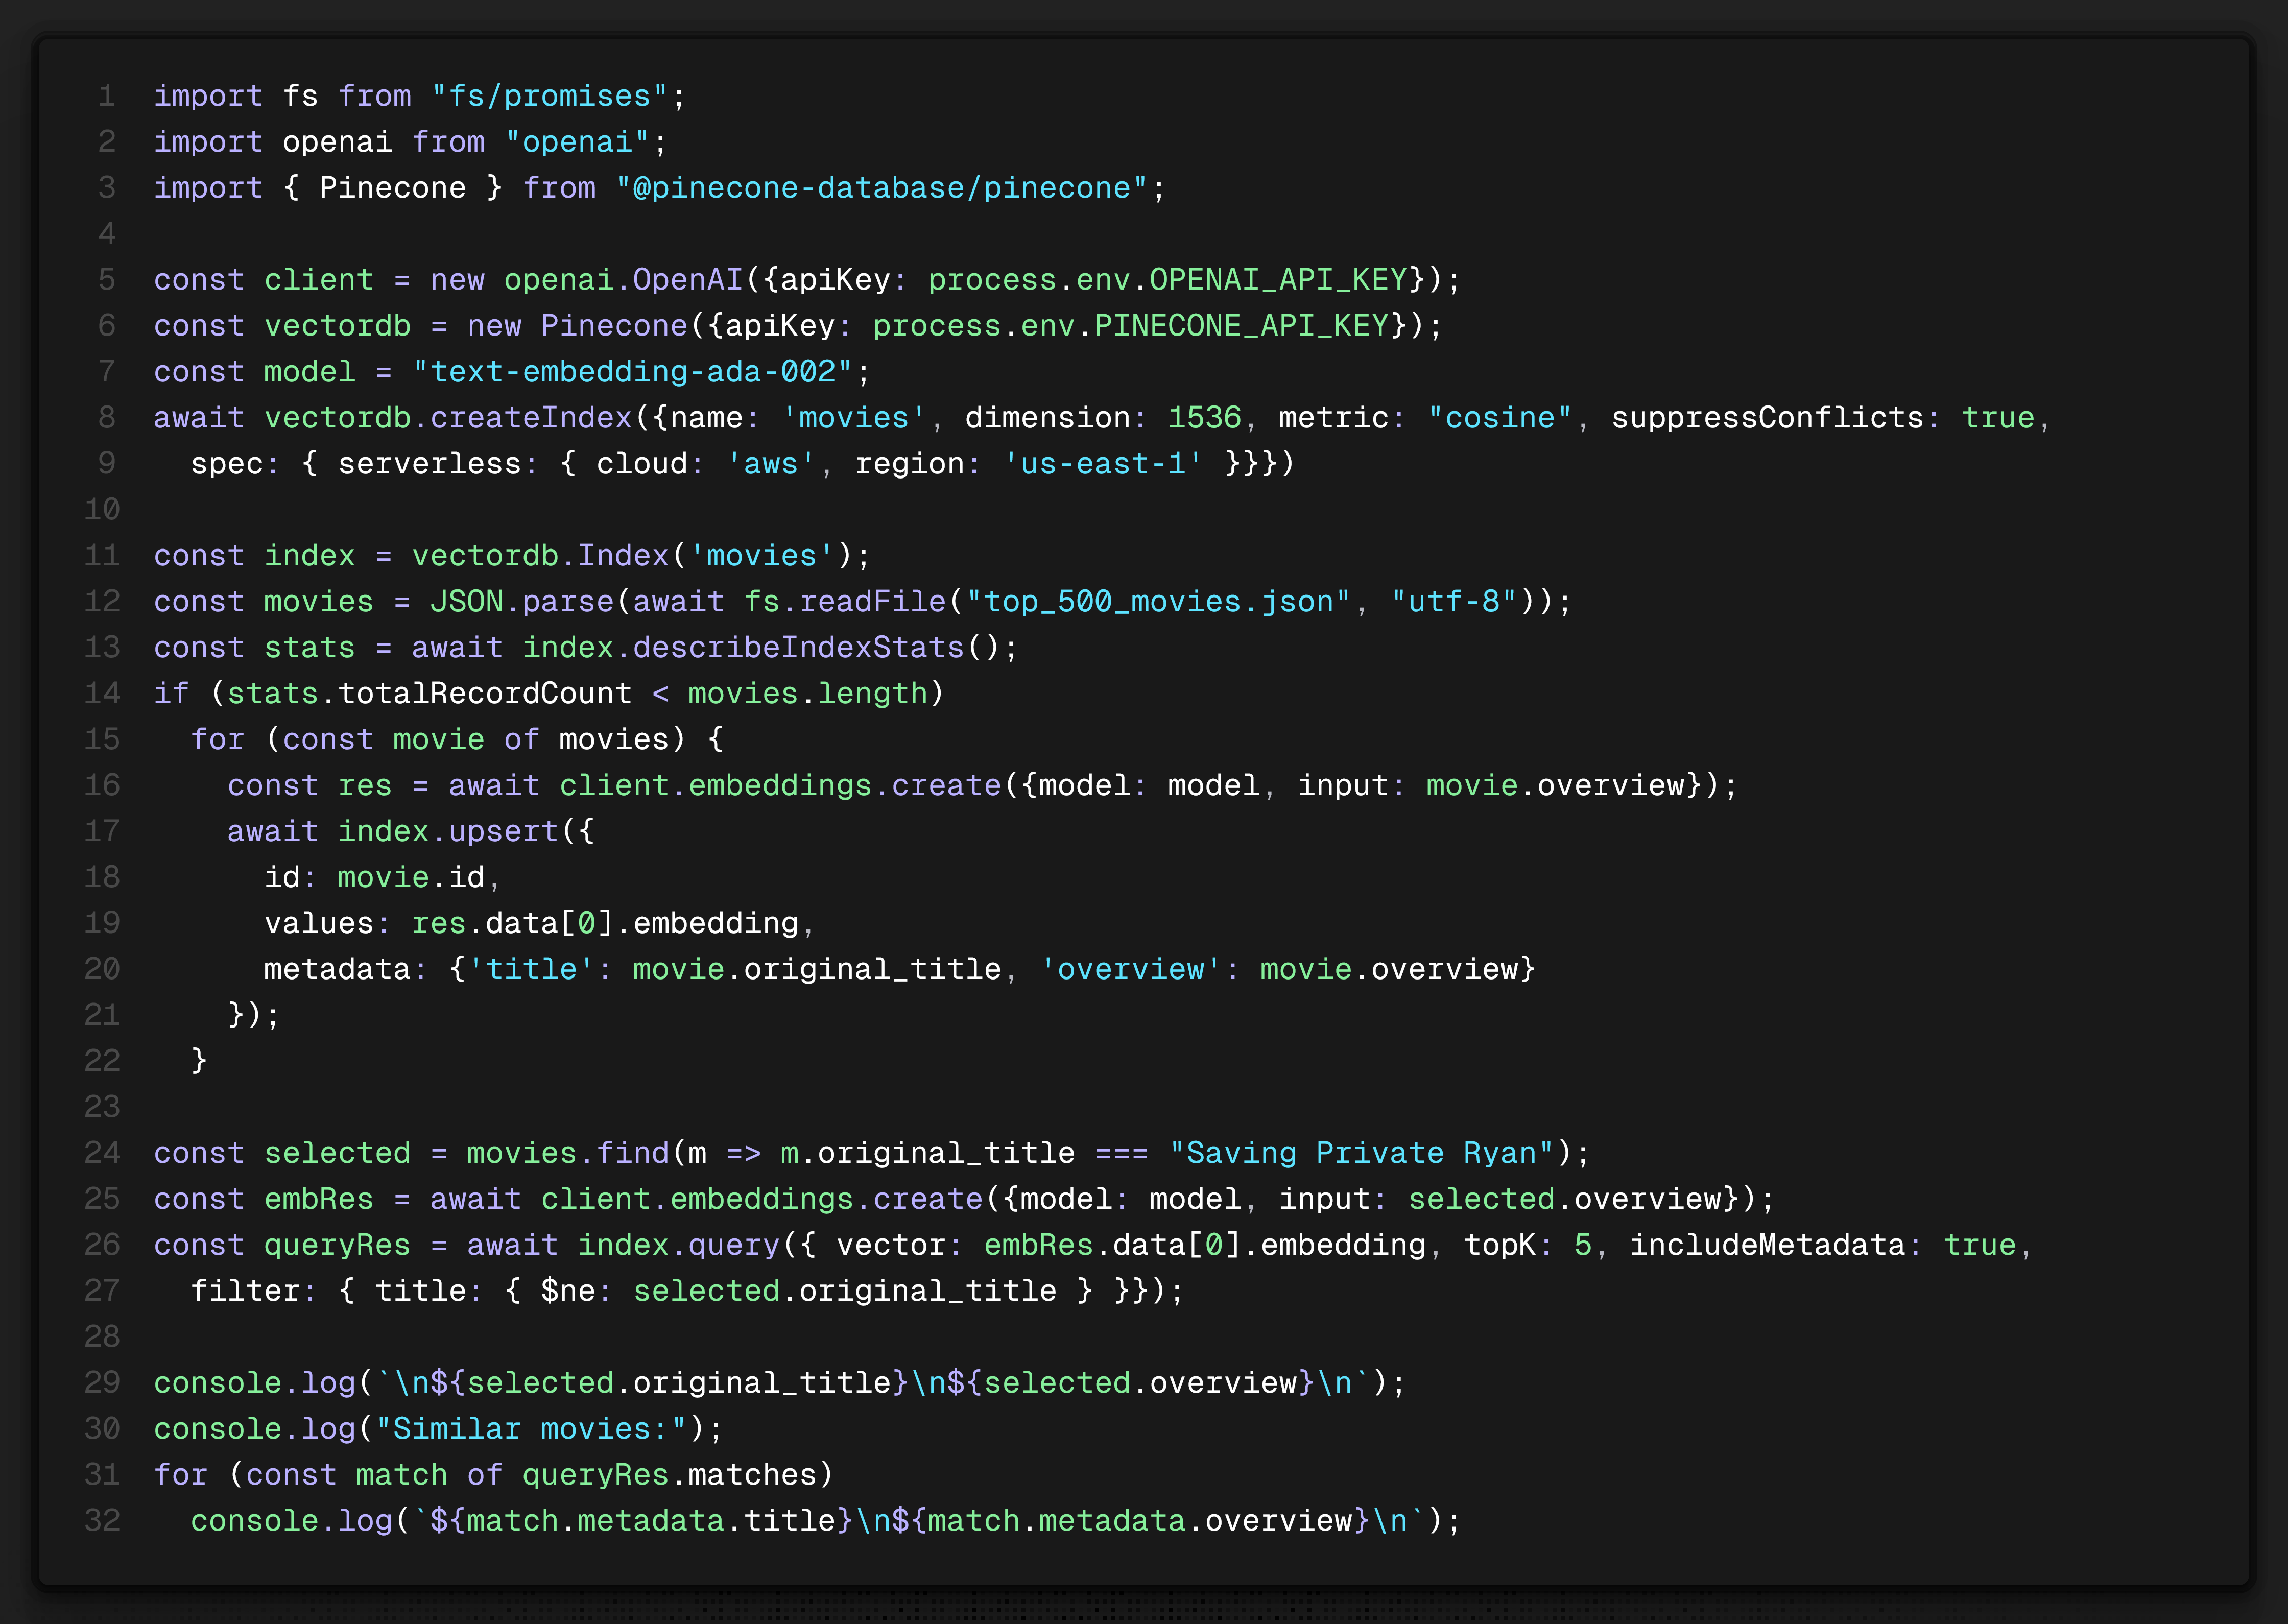 1 import fs from "fs/promises";
2 import openai from "openai";
3 import { Pinecone } from "@pinecone-database/pinecone";
4
5 const client = new openai.OpenAI({apiKey: process.env.OPENAI_API_KEY});
6 const vectordb = new Pinecone({apiKey: process.env.PINECONE_API_KEY});
7 const model = "text-embedding-ada-002";
8 await vectordb.createIndex({name: 'movies', dimension: 1536, metric: "cosine", suppressConflicts: true,
9   spec: { serverless: { cloud: 'aws', region: 'us-east-1' }}})
10
11 const index = vectordb.Index('movies');
12 const movies = JSON.parse(await fs.readFile("top_500_movies.json", "utf-8"));
13 const stats = await index.describeIndexStats();
14 if (stats.totalRecordCount < movies.length)
15   for (const movie of movies) {
16     const res = await client.embeddings.create({model: model, input: movie.overview});
17     await index.upsert({
18       id: movie.id,
19       values: res.data[0].embedding,
20       metadata: {'title': movie.original_title, 'overview': movie.overview}
21     });
22   }
23
24 const selected = movies.find(m => m.original_title === "Saving Private Ryan");
25 const embRes = await client.embeddings.create({model: model, input: selected.overview});
26 const queryRes = await index.query({ vector: embRes.data[0].embedding, topK: 5, includeMetadata: true,
27   filter: { title: { $ne: selected.original_title } }});
28
29 console.log(`\n${selected.original_title}\n${selected.overview}\n`);
30 console.log("Similar movies:");
31 for (const match of queryRes.matches)
32   console.log(`${match.metadata.title}\n${match.metadata.overview}\n`);